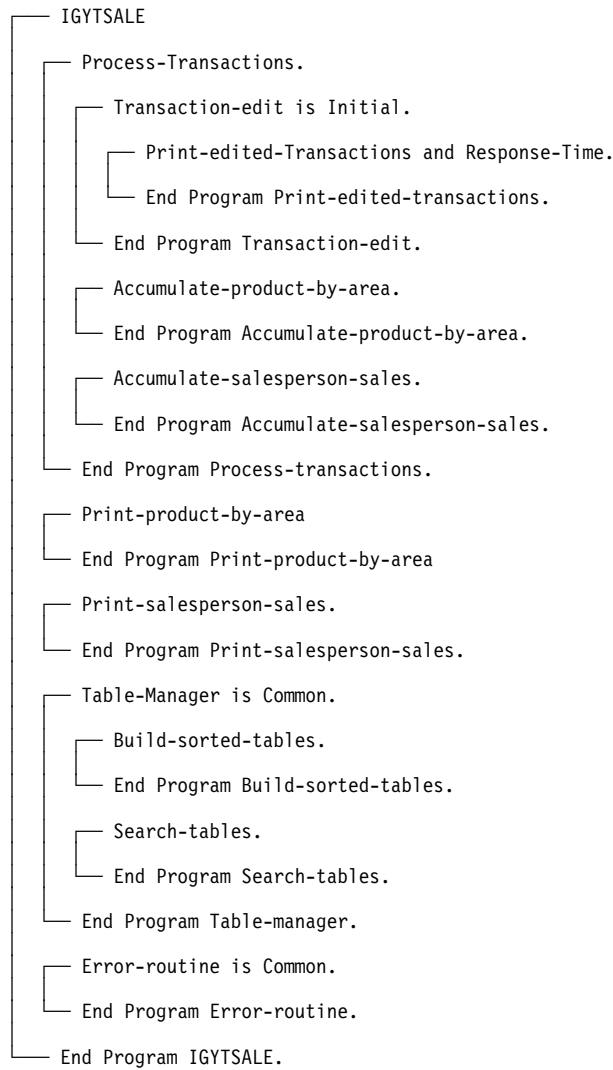 IGYTSALE
Process-Transactions.
Transaction-edit is Initial.
Print-edited-Transactions and Response-Time.
End Program Print-edited-transactions.
End Program Transaction-edit.
Accumulate-product-by-area.
End Program Accumulate-product-by-area.
Accumulate-salesperson-sales.
End Program Accumulate-salesperson-sales.
End Program Process-transactions.
Print-product-by-area
End Program Print-product-by-area
Print-salesperson-sales.
End Program Print-salesperson-sales.
Table-Manager is Common.
Build-sorted-tables.
End Program Build-sorted-tables.
Search-tables.
End Program Search-tables.
End Program Table-manager.
Error-routine is Common.
End Program Error-routine.
End Program IGYTSALE.